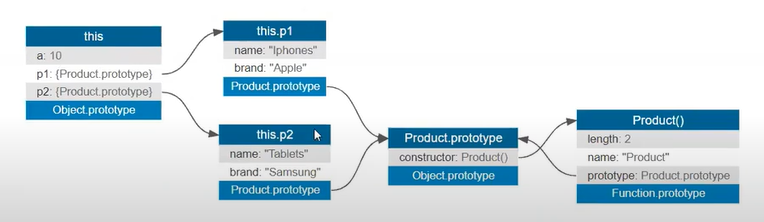 this
a: 10
p1: {Product.prototype}
p2: {Product.prototype}
Object.prototype
this.p1
name: "Iphones"
brand: "Apple"
Product.prototype
this.p2
name: "Tablets"
brand: "Samsung"
Product.prototype
Product.prototype
constructor: Product()
Object.prototype
Product()
length: 2
name: "Product"
prototype: Product.prototype
Function.prototype